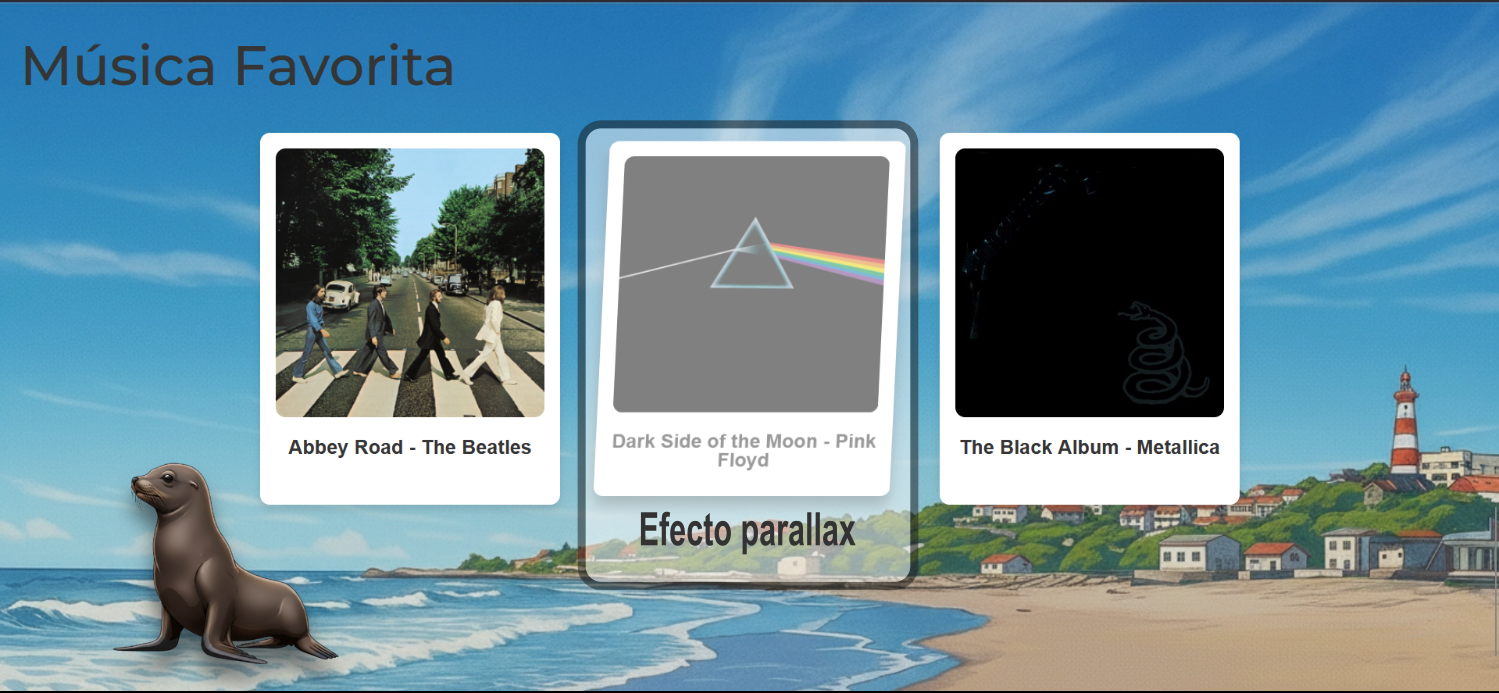 Música Favorita
Abbey Road - The Beatles
Dark Side of the Moon - Pink
Floyd
The Black Album - Metallica
Efecto parallax